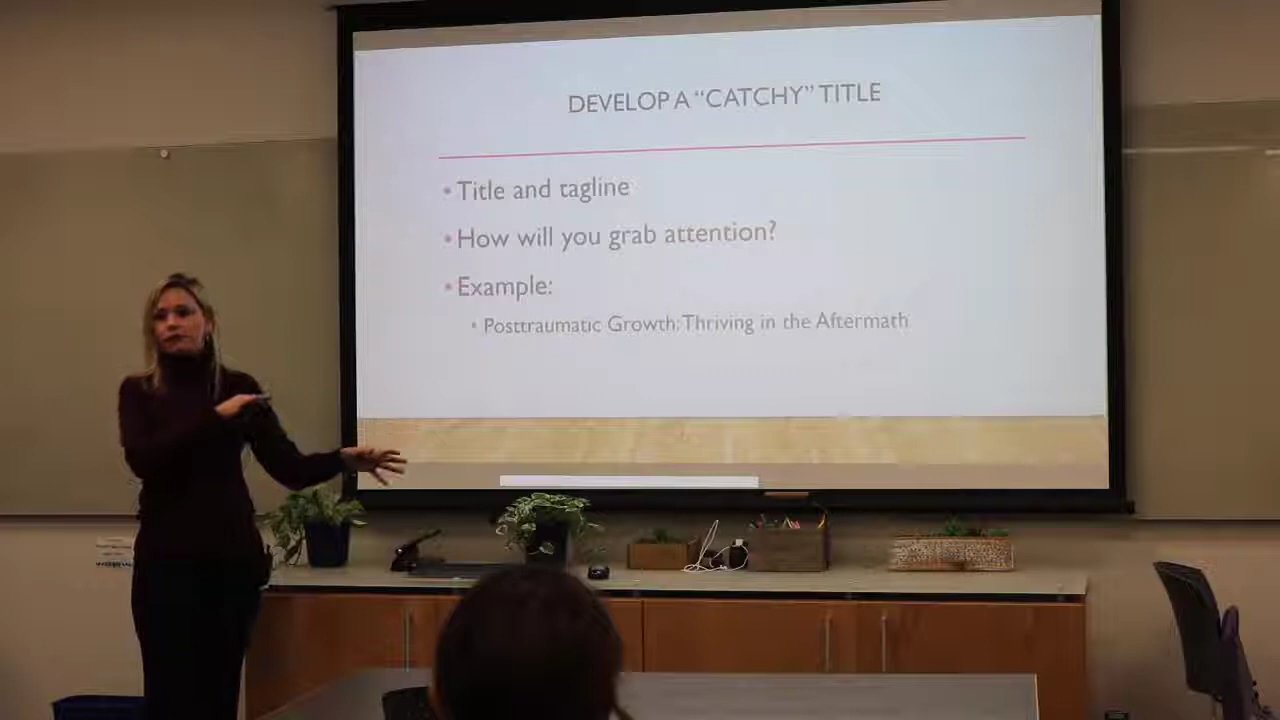 DEVELOP A “CATCHY” TITLE
• Title and tagline
• How will you grab attention?
• Example:
• Posttraumatic Growth: Thriving in the Aftermath